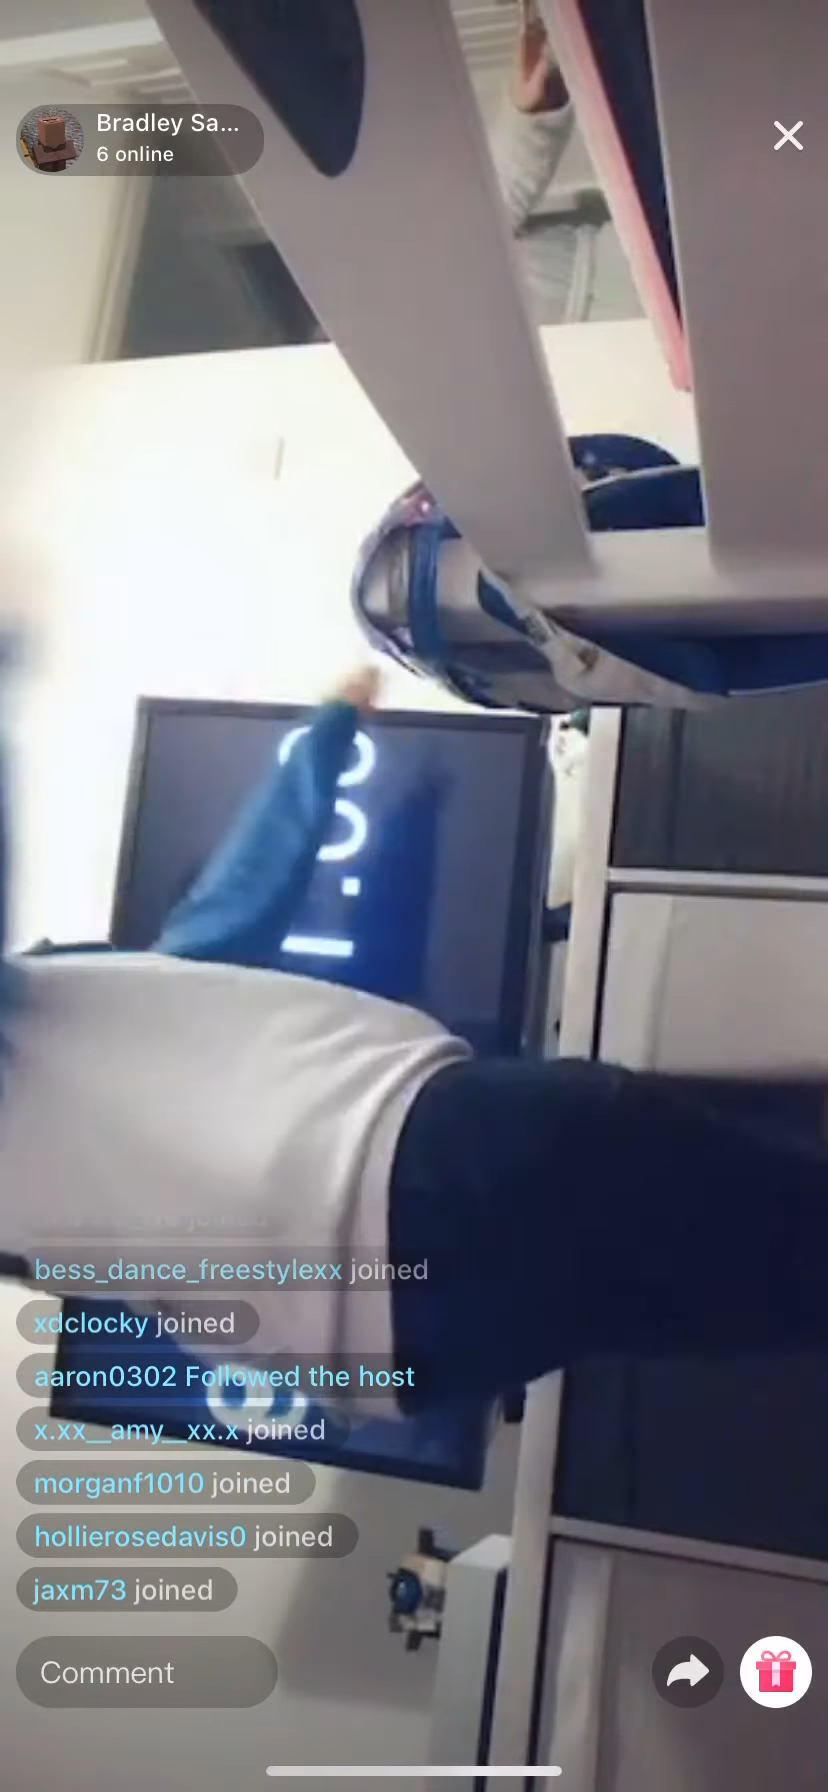 Bradley Sa...
6 online
joined
bess_dance_freestylexx joined
xdclocky joined
aaron0302 Followed the host
x.xx__amy__xx.x joined
morganf1010 joined
hollierosedavis0 joined
jaxm73 joined
Comment